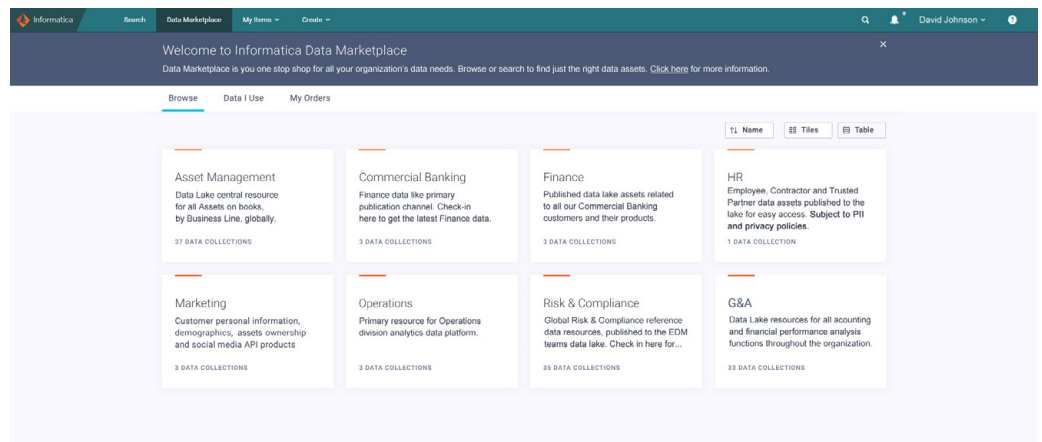 Informatica Search Data Marketplace My Items Create David Johnson
Welcome to Informatica Data Marketplace
Data Marketplace is you one stop shop for all your organization's data needs. Browse or search to find just the right data assets. Click here for more information.
Browse Data I Use My Orders
Name Tiles Table
Asset Management
Data Lake central resource
for all Assets on books,
by Business Line, globally.
37 DATA COLLECTIONS
Commercial Banking
Finance data like primary
publication channel. Check-in
here to get the latest Finance data.
3 DATA COLLECTIONS
Finance
Published data lake assets related
to all our Commercial Banking
customers and their products.
3 DATA COLLECTIONS
HR
Employee, Contractor and Trusted
Partner data assets published to the
lake for easy access. Subject to PII
and privacy policies.
1 DATA COLLECTION
Marketing
Customer personal information,
demographics, assets ownership
and social media API products
3 DATA COLLECTIONS
Operations
Primary resource for Operations
division analytics data platform.
3 DATA COLLECTIONS
Risk & Compliance
Global Risk & Compliance reference
data resources, published to the EDM
teams data lake. Check in here for...
35 DATA COLLECTIONS
G&A
Data Lake resources for all acounting
and financial performance analysis
functions throughout the organization.
33 DATA COLLECTIONS